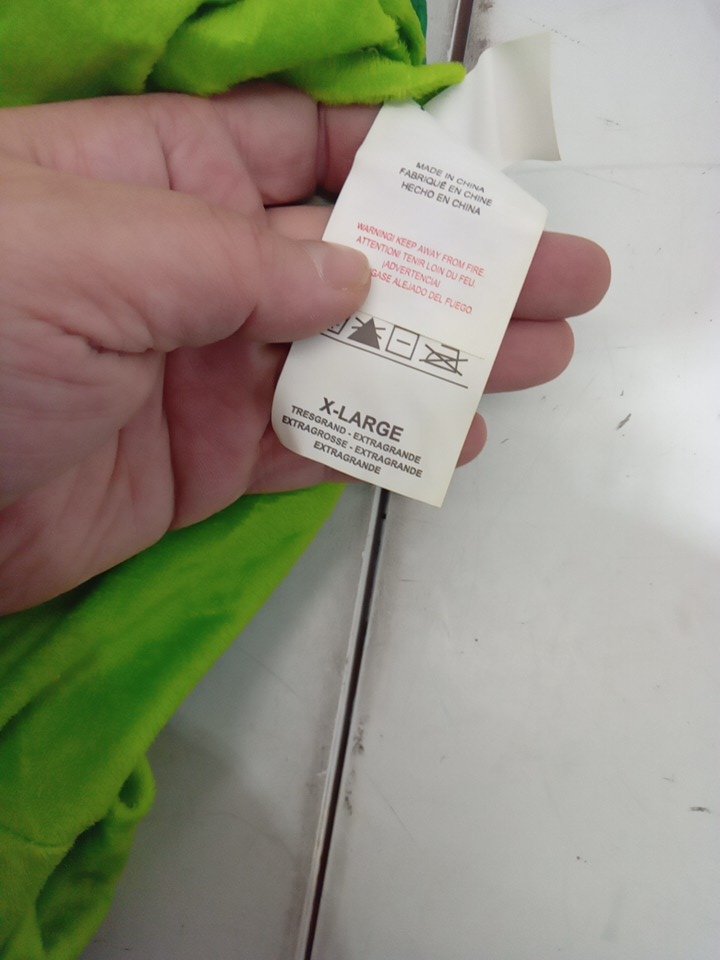 MADE IN CHINA
FABRIQUÉ EN CHINE
HECHO EN CHINA
WARNING! KEEP AWAY FROM FIRE.
ATTENTION! TENIR LOIN DU FEU.
¡ADVERTENCIA!
ALEJADO DEL FUEGO.
X-LARGE
TRESGRAND - EXTRAGRANDE
EXTRAGROSSE - EXTRAGRANDE
EXTRAGRANDE